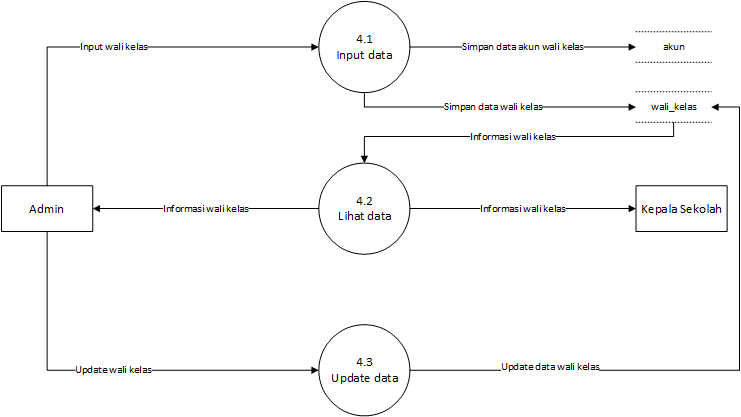 Input wali kelas
4.1
Input data
Simpan data akun wali kelas
akun
Simpan data wali kelas
wali_kelas
Informasi wali kelas
Admin
Informasi wali kelas
4.2
Lihat data
Informasi wali kelas
Kepala Sekolah
Update wali kelas
4.3
Update data
Update data wali kelas